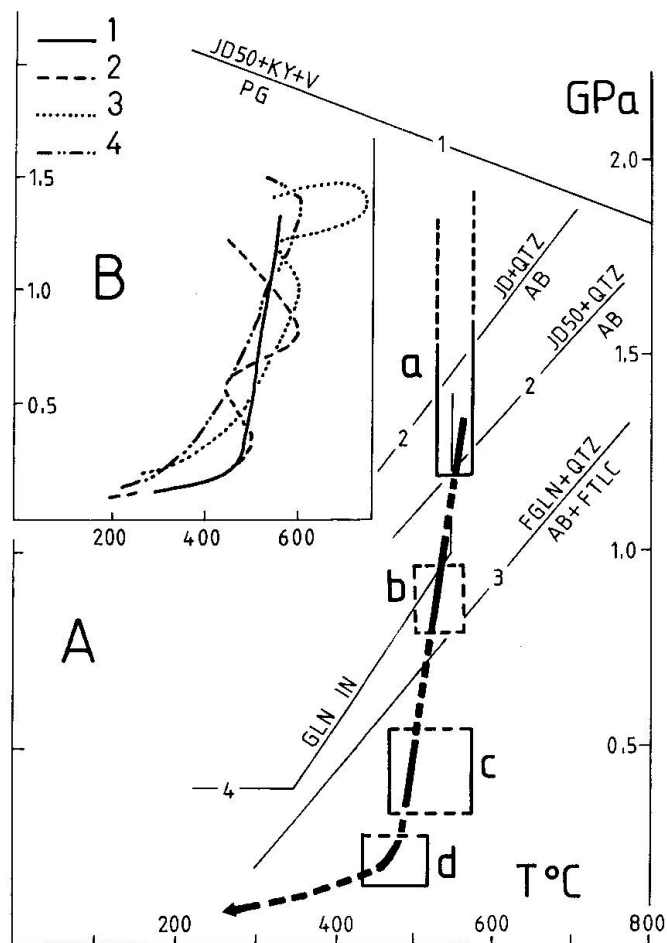 1
2
3
4
JD50+KY+V
PG
1
GPa
2.0
1.5
1.0
0.5
B
200 400 600
JD+QTZ
AB
2
JD50+QTZ
AB
2
FGLN+QTZ
AB+FTLC
3
GLN IN
4
a
b
c
d
A
1.5
1.0
0.5
T°C
200 400 600 800